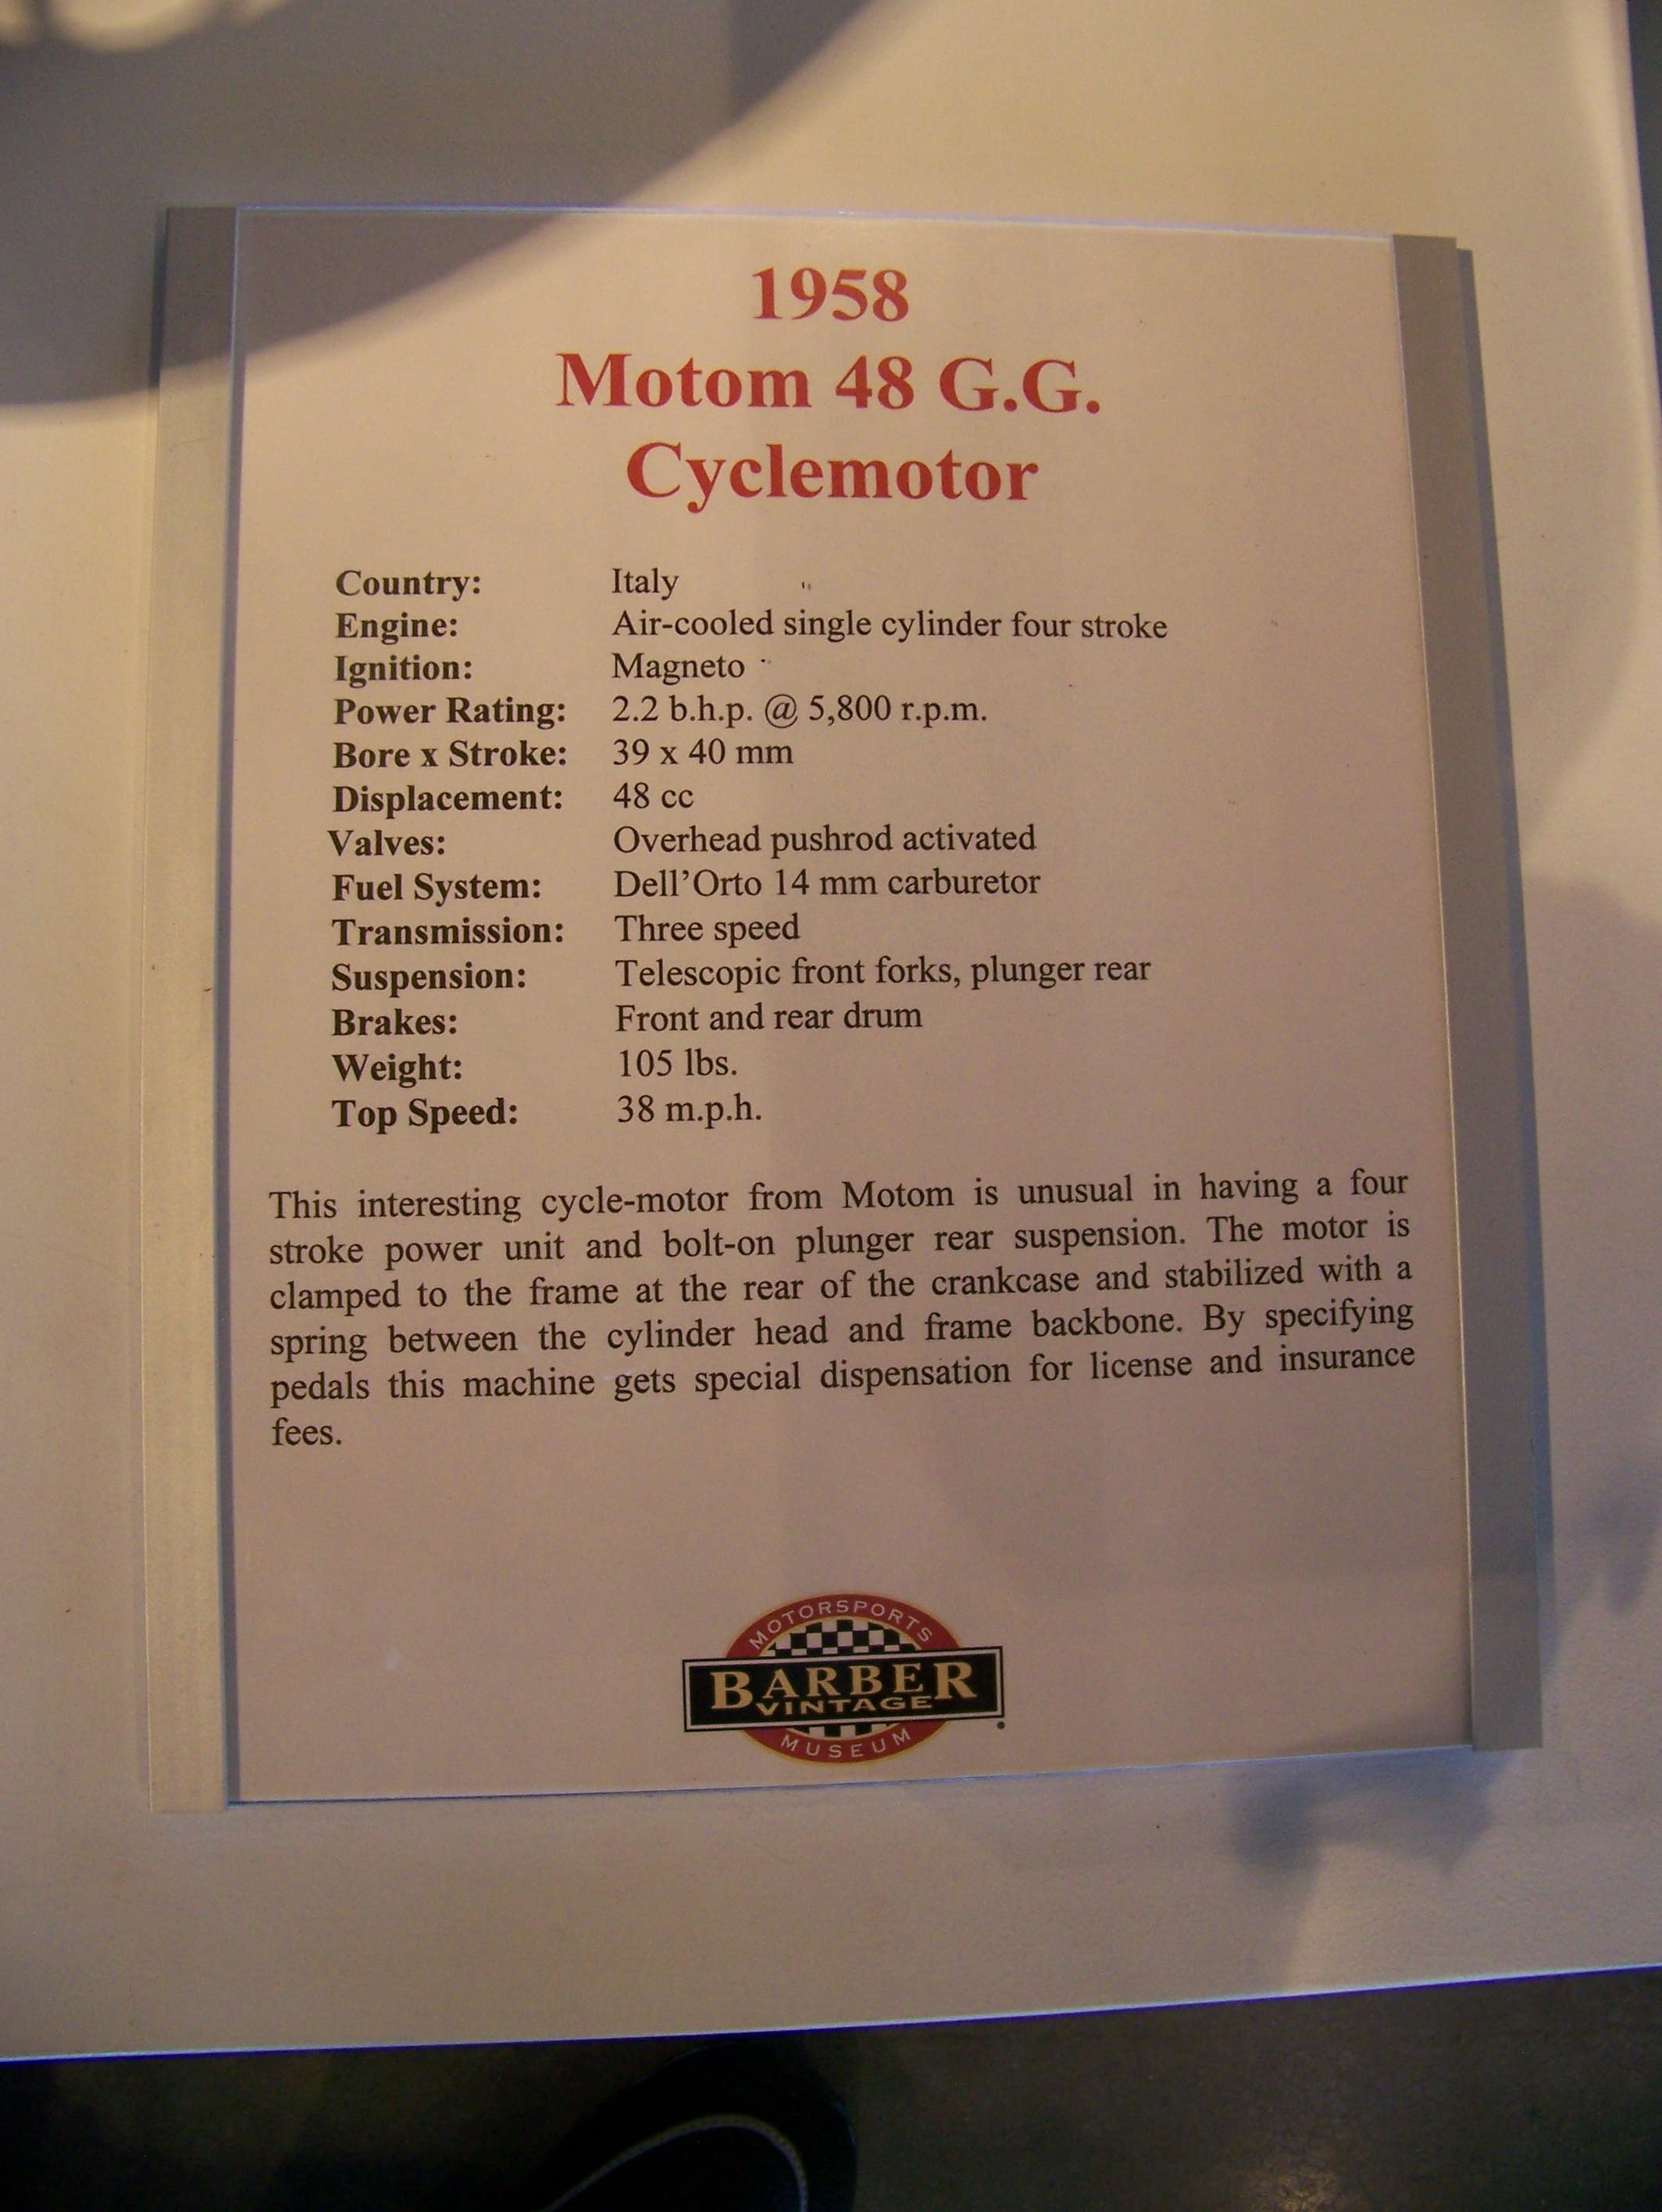 1958
Motom 48 G.G.
Cyclemotor
Country: Italy
Engine: Air-cooled single cylinder four stroke
Ignition: Magneto
Power Rating: 2.2 b.h.p. @ 5,800 r.p.m.
Bore x Stroke: 39 x 40 mm
Displacement: 48 cc
Valves: Overhead pushrod activated
Fuel System: Dell'Orto 14 mm carburetor
Transmission: Three speed
Suspension: Telescopic front forks, plunger rear
Brakes: Front and rear drum
Weight: 105 lbs.
Top Speed: 38 m.p.h.
This interesting cycle-motor from Motom is unusual in having a four
stroke power unit and bolt-on plunger rear suspension. The motor is
clamped to the frame at the rear of the crankcase and stabilized with a
spring between the cylinder head and frame backbone. By specifying
pedals this machine gets special dispensation for license and insurance
fees.
MOTORSPORTS
BARBER
VINTAGE
MUSEUM